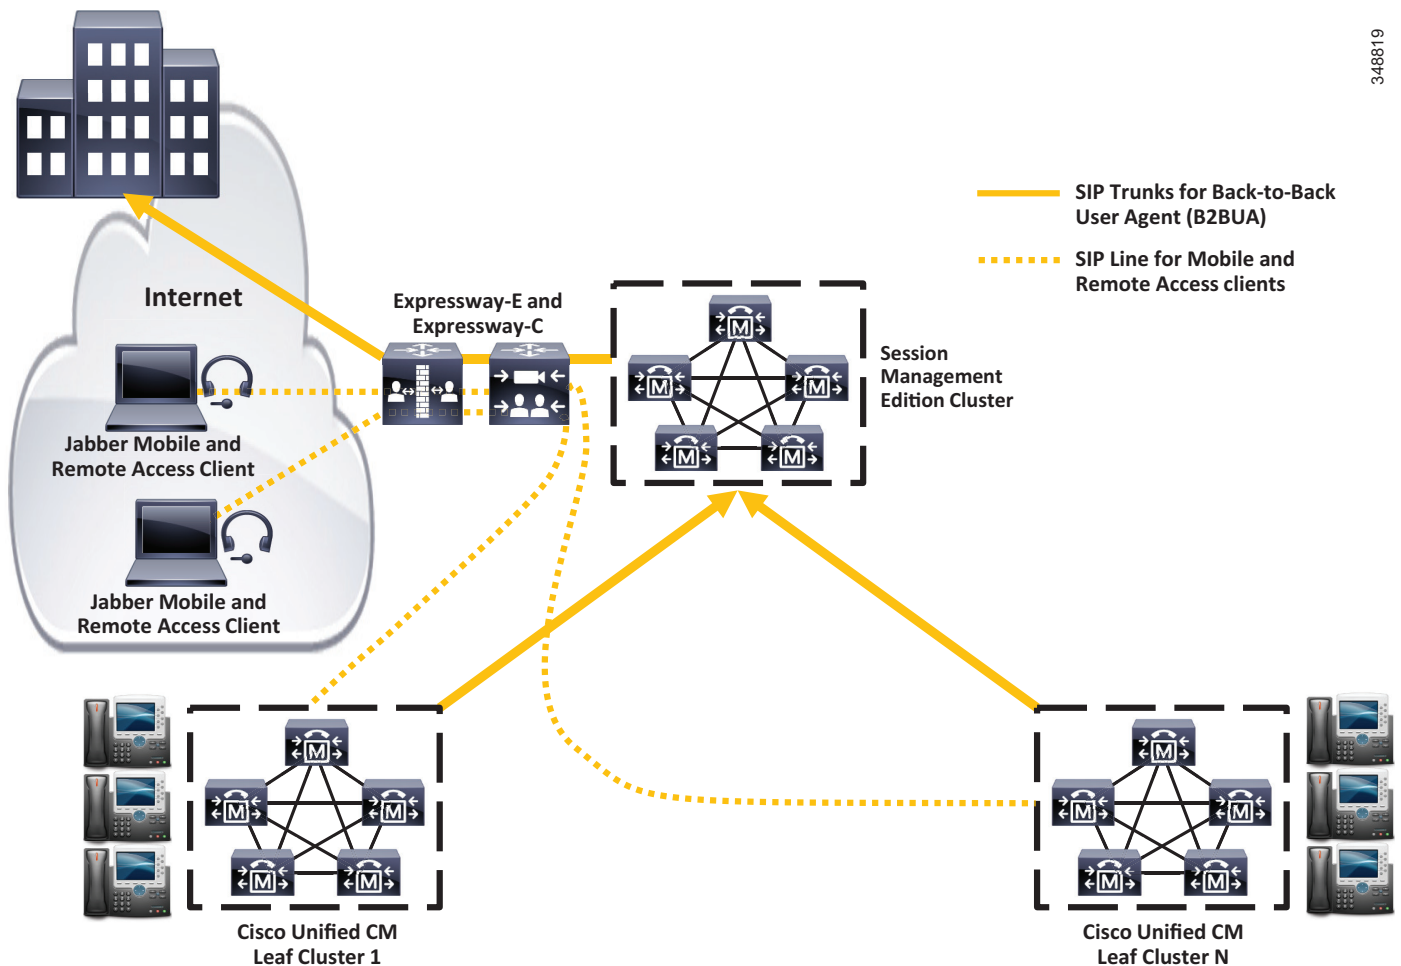 348819
SIP Trunks for Back-to-Back
User Agent (B2BUA)
SIP Line for Mobile and
Remote Access clients
Internet
Expressway-E and
Expressway-C
Session
Management
Edition Cluster
M
M
M
M
M
Jabber Mobile and
Remote Access Client
Jabber Mobile and
Remote Access Client
M
M
M
M
M
M
M
M
M
M
Cisco Unified CM
Leaf Cluster 1
Cisco Unified CM
Leaf Cluster N